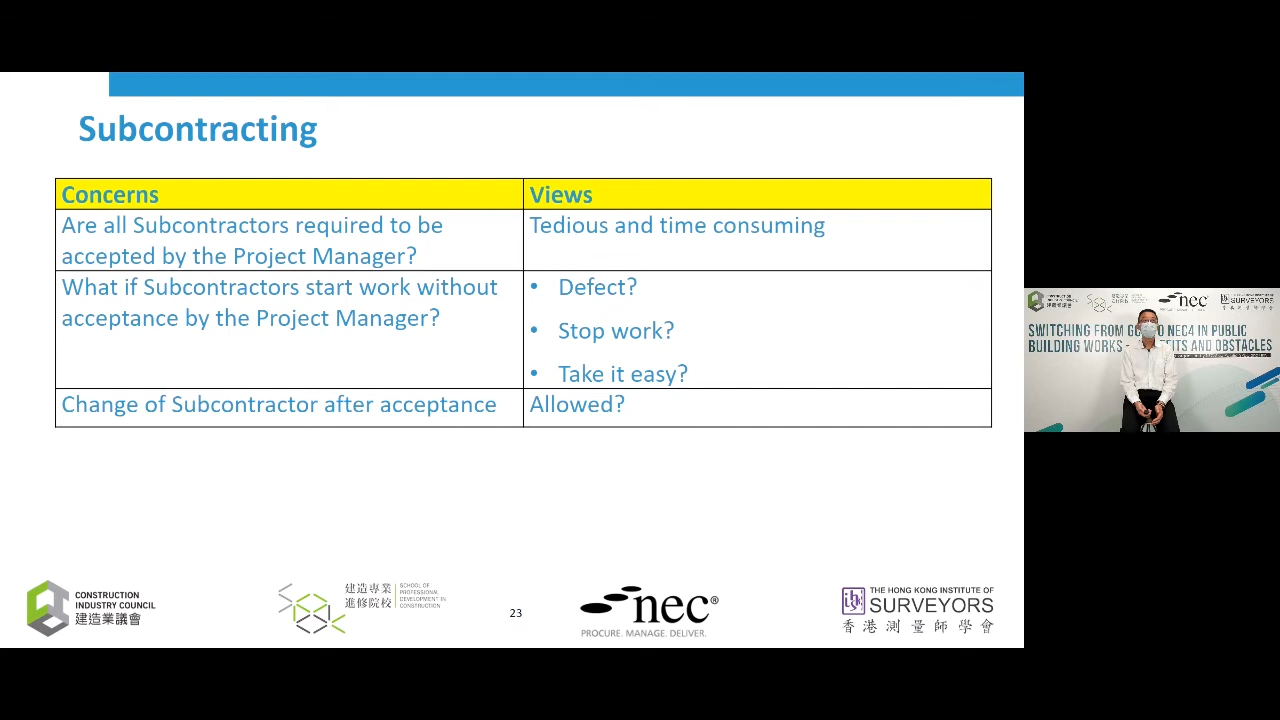 Subcontracting
Concerns
Views
Are all Subcontractors required to be
accepted by the Project Manager?
Tedious and time consuming
What if Subcontractors start work without
acceptance by the Project Manager?
• Defect?
• Stop work?
• Take it easy?
Change of Subcontractor after acceptance
Allowed?
CONSTRUCTION
INDUSTRY COUNCIL
建造業議會
建造專業
進修院校
SCHOOL OF
PROFESSIONAL
DEVELOPMENT IN
CONSTRUCTION
23
nec®
PROCURE. MANAGE. DELIVER.
THE HONG KONG INSTITUTE OF
SURVEYORS
香港測量師學會
nec
SURVEYORS
SWITCHING FROM NEC4 IN PUBLIC
BUILDING WORKS - AND OBSTACLES